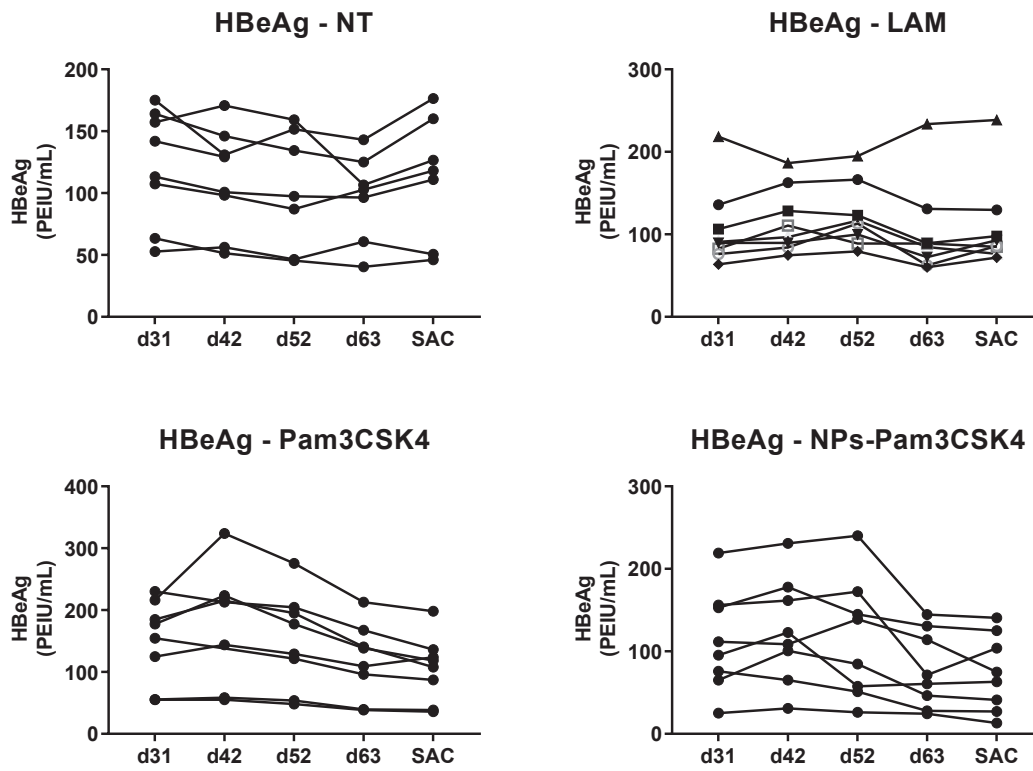 HBeAg - NT
HBeAg
(PEIU/mL)
200
150
100
50
0
d31 d42 d52 d63 SAC
HBeAg - LAM
HBeAg
(PEIU/mL)
300
200
100
0
d31 d42 d52 d63 SAC
HBeAg - Pam3CSK4
HBeAg
(PEIU/mL)
400
300
200
100
0
d31 d42 d52 d63 SAC
HBeAg - NPs-Pam3CSK4
HBeAg
(PEIU/mL)
300
200
100
0
d31 d42 d52 d63 SAC